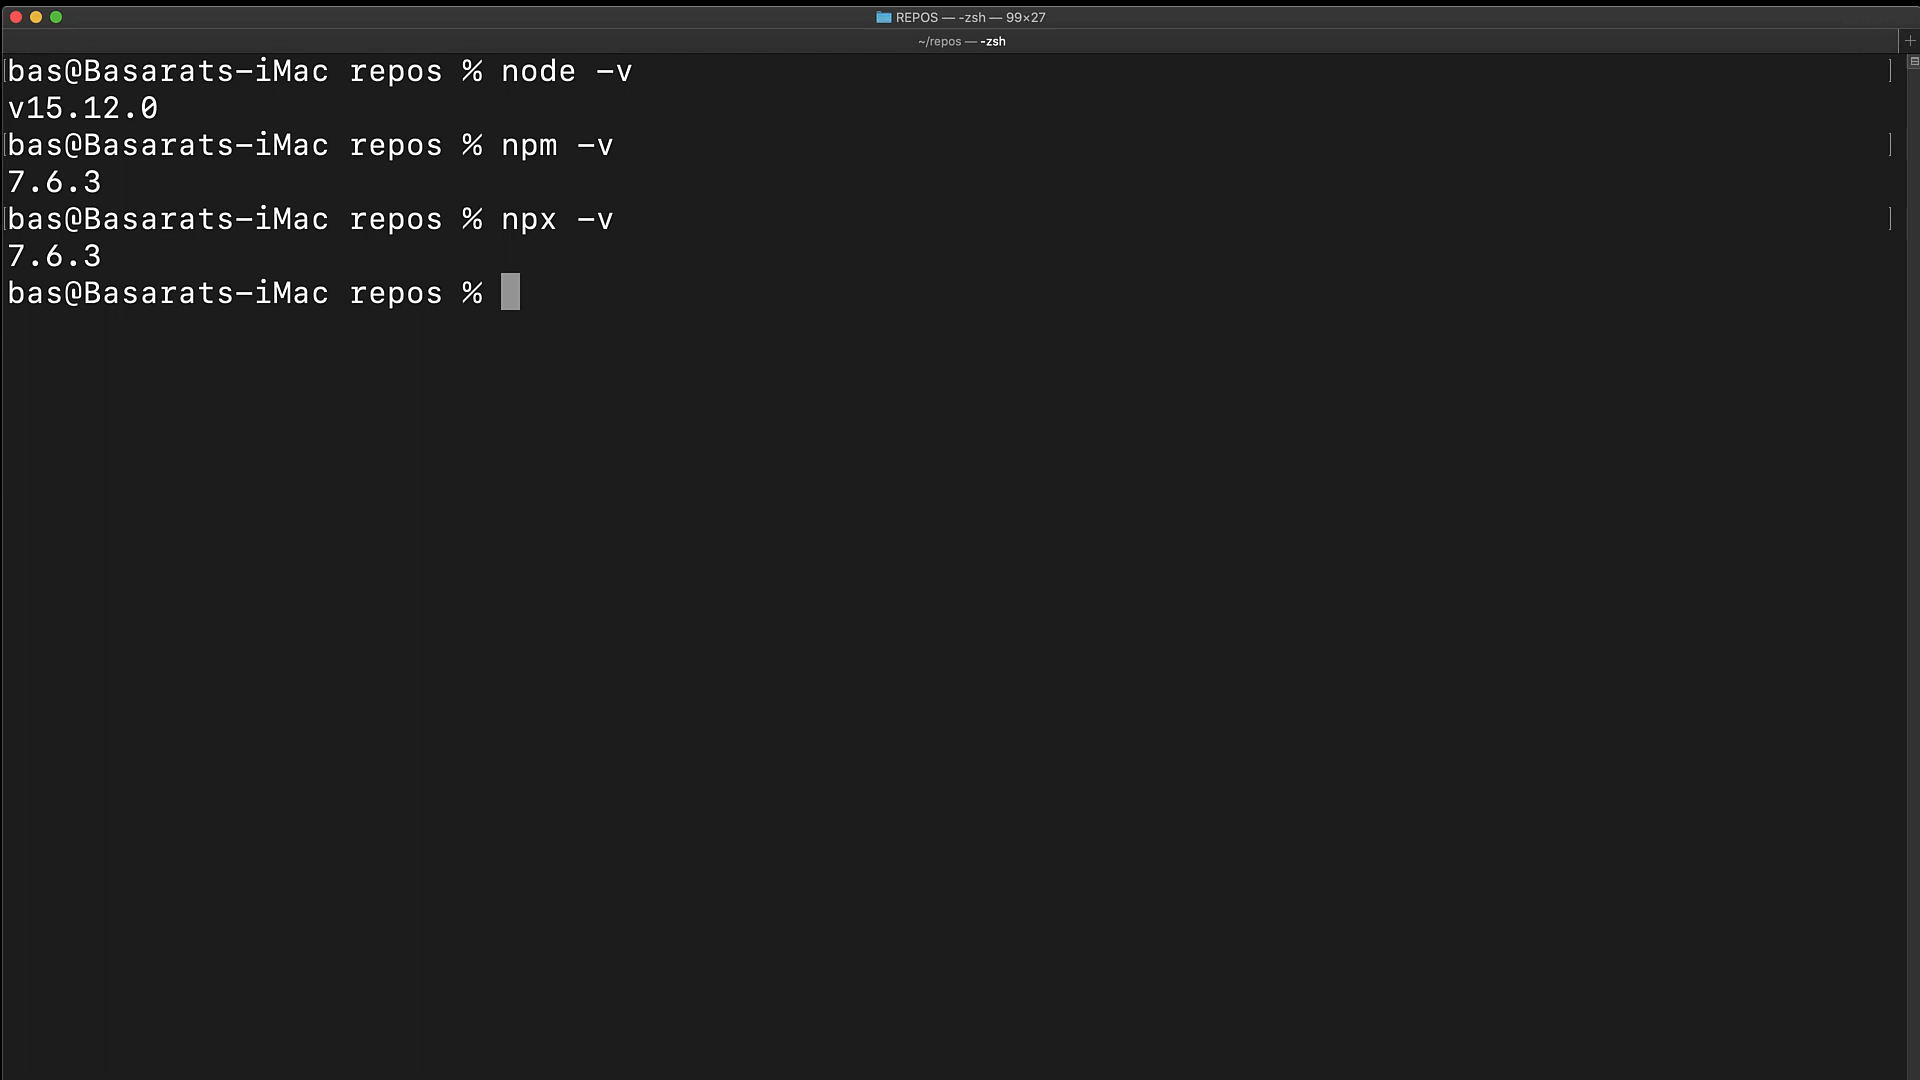 REPOS — -zsh — 99×27
~/repos — -zsh
bas@Basarats-iMac repos % node -v
v15.12.0
bas@Basarats-iMac repos % npm -v
7.6.3
bas@Basarats-iMac repos % npx -v
7.6.3
bas@Basarats-iMac repos %